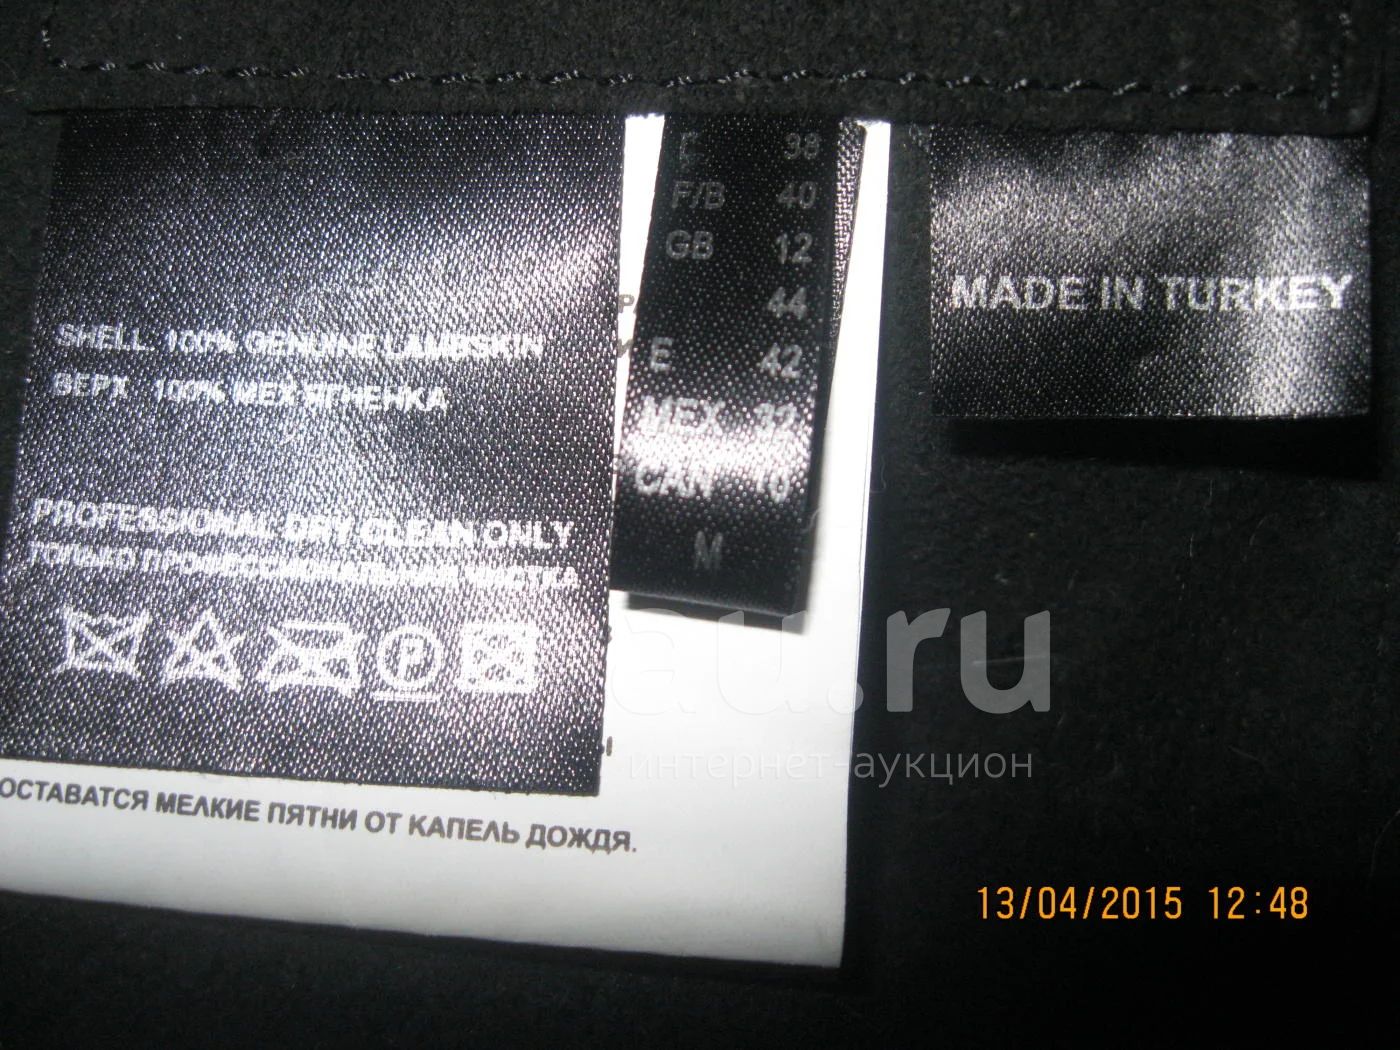 SHELL. 100% GENUINE LAMBSKIN
ВЕРХ. 100% МЕХ ЯГНЕНКА
PROFESSIONAL DRY CLEAN ONLY
ТОЛЬКО ПРОФЕССИОНАЛЬНАЯ ЧИСТКА
P
38
F/B 40
GB 12
44
E 42
MEX 32
CAN 10
M
MADE IN TURKEY
ОСТАВАТСЯ МЕЛКИЕ ПЯТНИ ОТ КАПЕЛЬ ДОЖДЯ.
au.ru
интернет-аукцион
13/04/2015 12:48